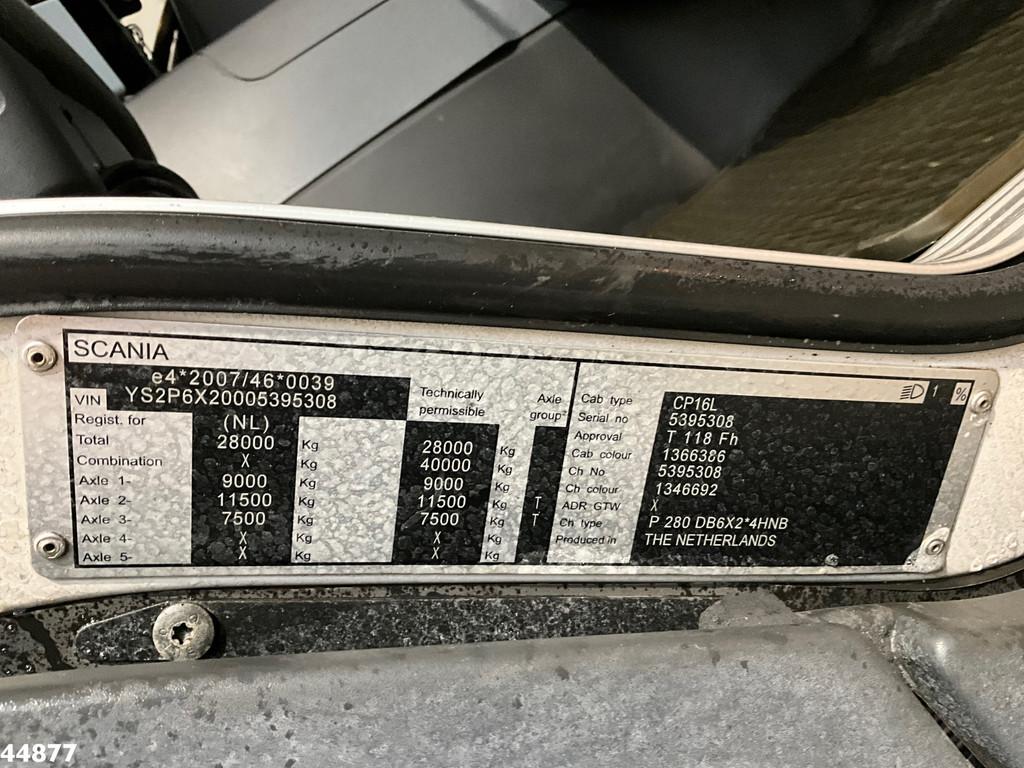 SCANIA
e4*2007/46*0039
VIN YS2P6X20005395308
Regist. for (NL)
Total 28000 Kg
Combination X Kg
Axle 1- 9000 Kg
Axle 2- 11500 Kg
Axle 3- 7500 Kg
Axle 4- X Kg
Axle 5- X Kg
Technically Axle
permissible group
28000 Kg
40000 Kg
9000 Kg
11500 Kg T
7500 Kg T
X Kg
X Kg
1 %
Cab type CP16L
Serial no 5395308
Approval T 118 Fh
Cab colour 1366386
Ch No 5395308
Ch colour 1346692
ADR GTW X
Ch type P 280 DB6X2*4HNB
Produced in THE NETHERLANDS
44877